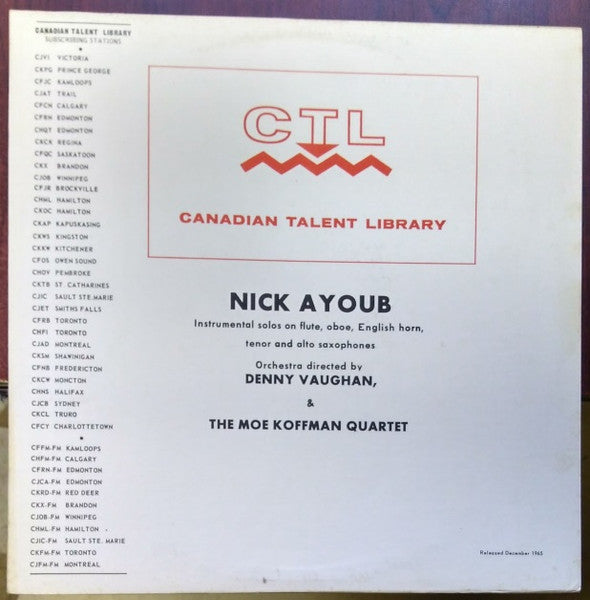 CANADIAN TALENT LIBRARY
SUBSCRIBING STATIONS
CJVI VICTORIA
CKPG PRINCE GEORGE
CFJC KAMLOOPS
CJAT TRAIL
CFCN CALGARY
CFRN EDMONTON
CHQT EDMONTON
CKCK REGINA
CFQC SASKATOON
CKX BRANDON
CJOB WINNIPEG
CFJR BROCKVILLE
CHML HAMILTON
CKOC HAMILTON
CKAP KAPUSKASING
CKWS KINGSTON
CKKW KITCHENER
CFOS OWEN SOUND
CHOV PEMBROKE
CKTB ST CATHARINES
CJIC SAULT STE.MARIE
CJET SMITHS FALLS
CFRB TORONTO
CHFI TORONTO
CJAD MONTREAL
CKSM SHAWINIGAN
CFNB FREDERICTON
CKCW MONCTON
CHNS HALIFAX
CJCB SYDNEY
CKCL TRURO
CFCY CHARLOTTETOWN
CFFM-FM KAMLOOPS
CHFM-FM CALGARY
CFRN-FM EDMONTON
CJCA-FM EDMONTON
CKRD-FM RED DEER
CKX-FM BRANDON
CJOB-FM WINNIPEG
CHML-FM HAMILTON
CJIC-FM SAULT STE. MARIE
CKFM-FM TORONTO
CJFM-FM MONTREAL
CTL
CANADIAN TALENT LIBRARY
NICK AYOUB
Instrumental solos on flute, oboe, English horn,
tenor and alto saxophones
Orchestra directed by
DENNY VAUGHAN,
&
THE MOE KOFFMAN QUARTET
Released December 1965